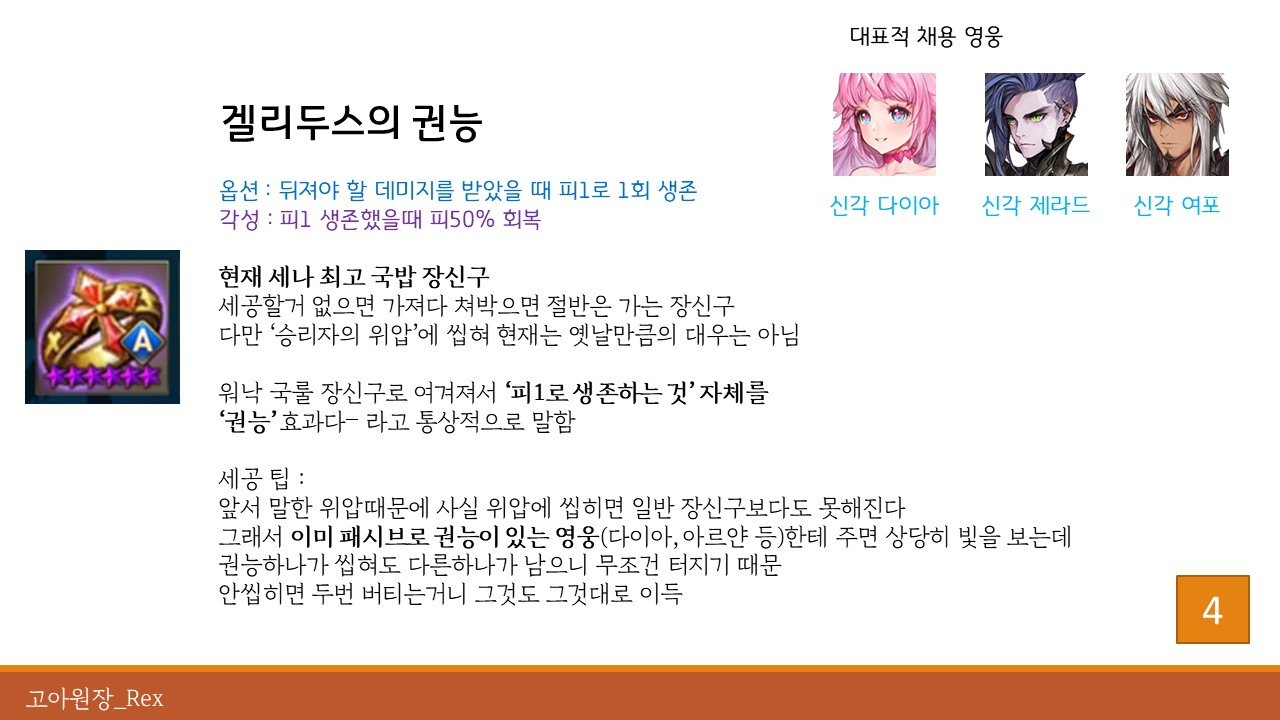 대표적 채용 영웅
겔리두스의 권능
신각 다이아
신각 제라드
신각 여포
옵션 : 뒤져야 할 데미지를 받았을 때 피1로 1회 생존
각성 : 피1 생존했을때 피50% 회복
A
현재 세나 최고 국밥 장신구
세공할거 없으면 가져다 쳐박으면 절반은 가는 장신구
다만 ‘승리자의 위압’에 씹혀 현재는 옛날만큼의 대우는 아님
워낙 국룰 장신구로 여겨져서 ‘피1로 생존하는 것’ 자체를
‘권능’ 효과다– 라고 통상적으로 말함
세공 팁 :
앞서 말한 위압때문에 사실 위압에 씹히면 일반 장신구보다도 못해진다
그래서 이미 패시브로 권능이 있는 영웅(다이아, 아르얀 등)한테 주면 상당히 빛을 보는데
권능하나가 씹혀도 다른하나가 남으니 무조건 터지기 때문
안씹히면 두번 버티는거니 그것도 그것대로 이득
4
고아원장_Rex